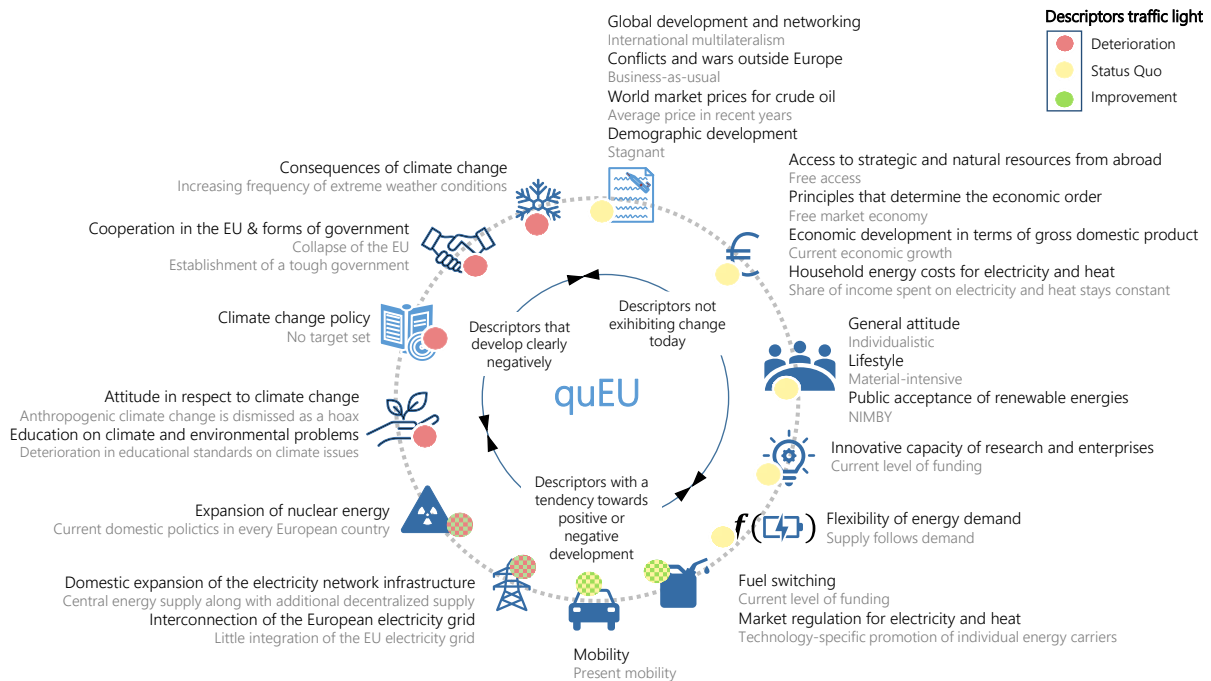 Descriptors traffic light
Deterioration
Status Quo
Improvement
Global development and networking
International multilateralism
Conflicts and wars outside Europe
Business-as-usual
World market prices for crude oil
Average price in recent years
Demographic development
Stagnant
Access to strategic and natural resources from abroad
Free access
Principles that determine the economic order
Free market economy
Economic development in terms of gross domestic product
Current economic growth
Household energy costs for electricity and heat
Share of income spent on electricity and heat stays constant
General attitude
Individualistic
Lifestyle
Material-intensive
Public acceptance of renewable energies
NIMBY
Innovative capacity of research and enterprises
Current level of funding
f( )
Flexibility of energy demand
Supply follows demand
Fuel switching
Current level of funding
Market regulation for electricity and heat
Technology-specific promotion of individual energy carriers
Mobility
Present mobility
Domestic expansion of the electricity network infrastructure
Central energy supply along with additional decentralized supply
Interconnection of the European electricity grid
Little integration of the EU electricity grid
Expansion of nuclear energy
Current domestic polictics in every European country
Attitude in respect to climate change
Anthropogenic climate change is dismissed as a hoax
Education on climate and environmental problems
Deterioration in educational standards on climate issues
Climate change policy
No target set
Cooperation in the EU & forms of government
Collapse of the EU
Establishment of a tough government
Consequences of climate change
Increasing frequency of extreme weather conditions
Descriptors that
develop clearly
negatively
Descriptors not
exhibiting change
today
quEU
Descriptors with a
tendency towards
positive or
negative
development